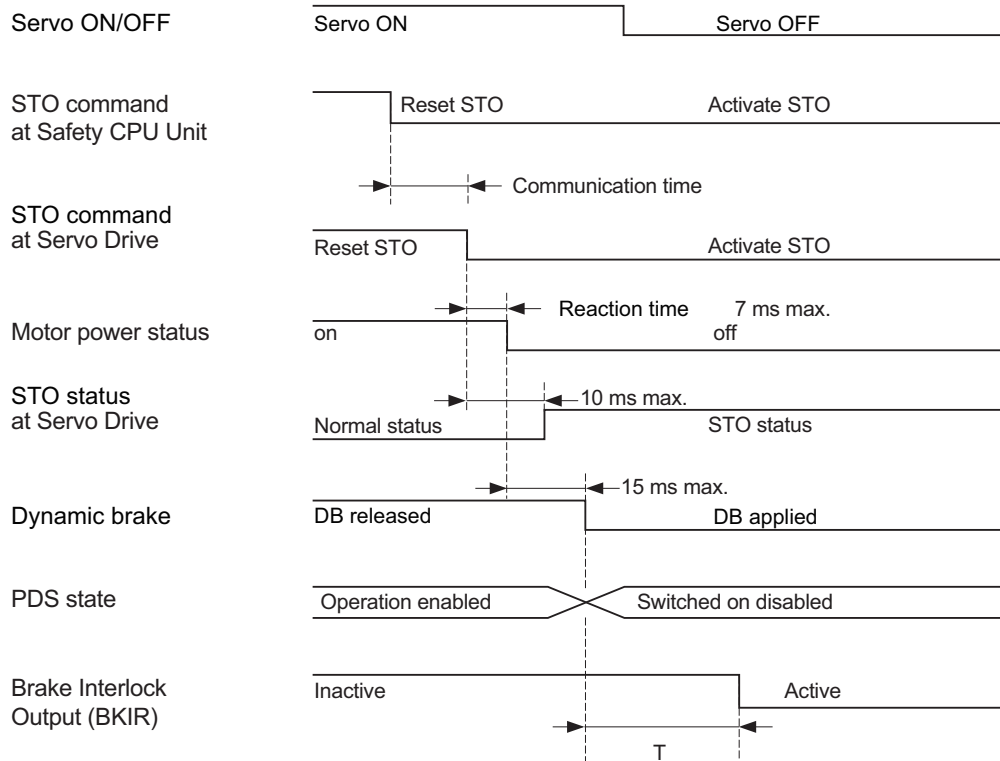 Servo ON/OFF
Servo ON
Servo OFF
STO command
at Safety CPU Unit
Reset STO
Activate STO
Communication time
STO command
at Servo Drive
Reset STO
Activate STO
Reaction time 7 ms max.
Motor power status
on
off
STO status
at Servo Drive
10 ms max.
Normal status
STO status
15 ms max.
Dynamic brake
DB released
DB applied
PDS state
Operation enabled
Switched on disabled
Brake Interlock
Output (BKIR)
Inactive
Active
T